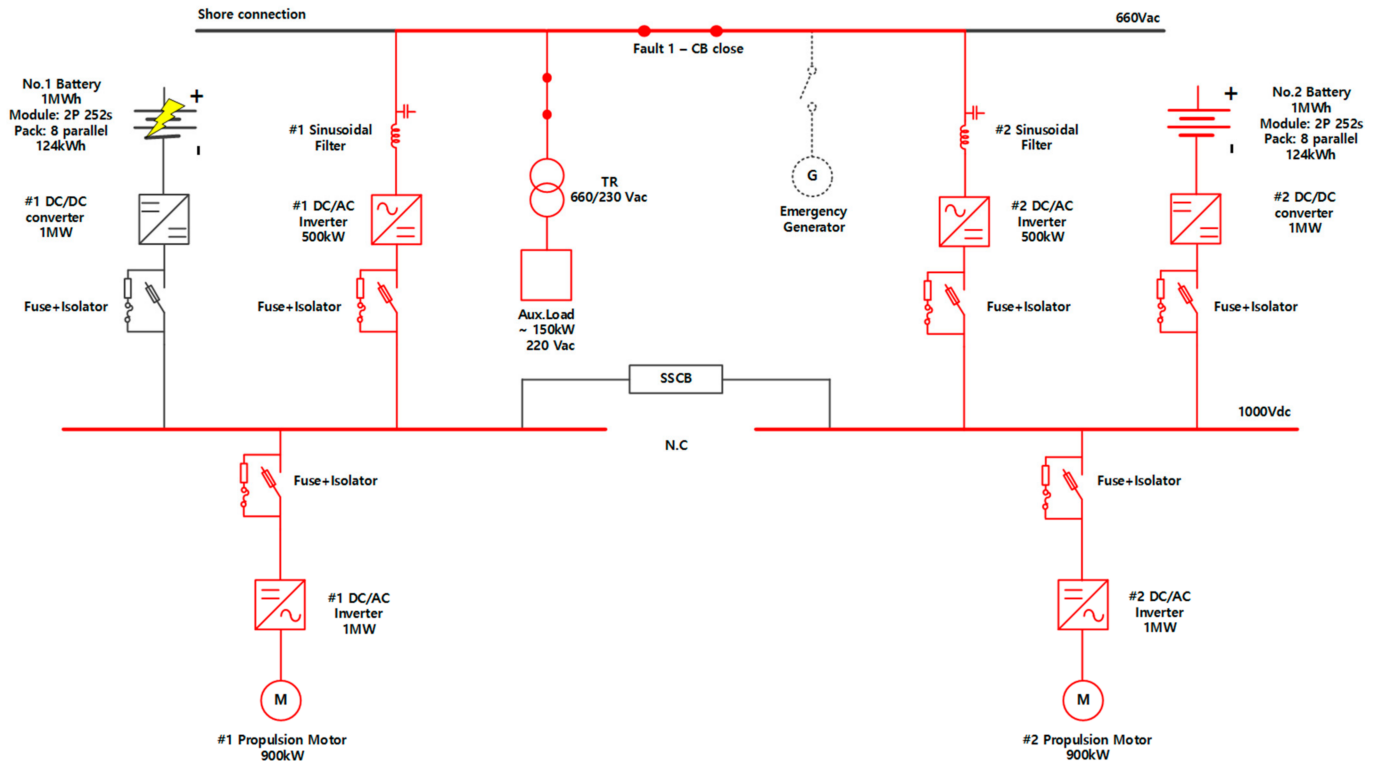 Shore connection
660Vac
Fault 1 – CB close
No.1 Battery
1MWh
Module: 2P 252s
Pack: 8 parallel
124kWh
+
-
#1 Sinusoidal
Filter
TR
660/230 Vac
G
Emergency
Generator
#2 Sinusoidal
Filter
No.2 Battery
1MWh
Module: 2P 252s
Pack: 8 parallel
124kWh
+
-
#1 DC/DC
converter
1MW
#1 DC/AC
Inverter
500kW
#2 DC/AC
Inverter
500kW
#2 DC/DC
converter
1MW
Fuse+Isolator
Fuse+Isolator
Aux.Load
~ 150kW
220 Vac
Fuse+Isolator
Fuse+Isolator
SSCB
1000Vdc
N.C
Fuse+Isolator
Fuse+Isolator
#1 DC/AC
Inverter
1MW
#2 DC/AC
Inverter
1MW
M
M
#1 Propulsion Motor
900kW
#2 Propulsion Motor
900kW